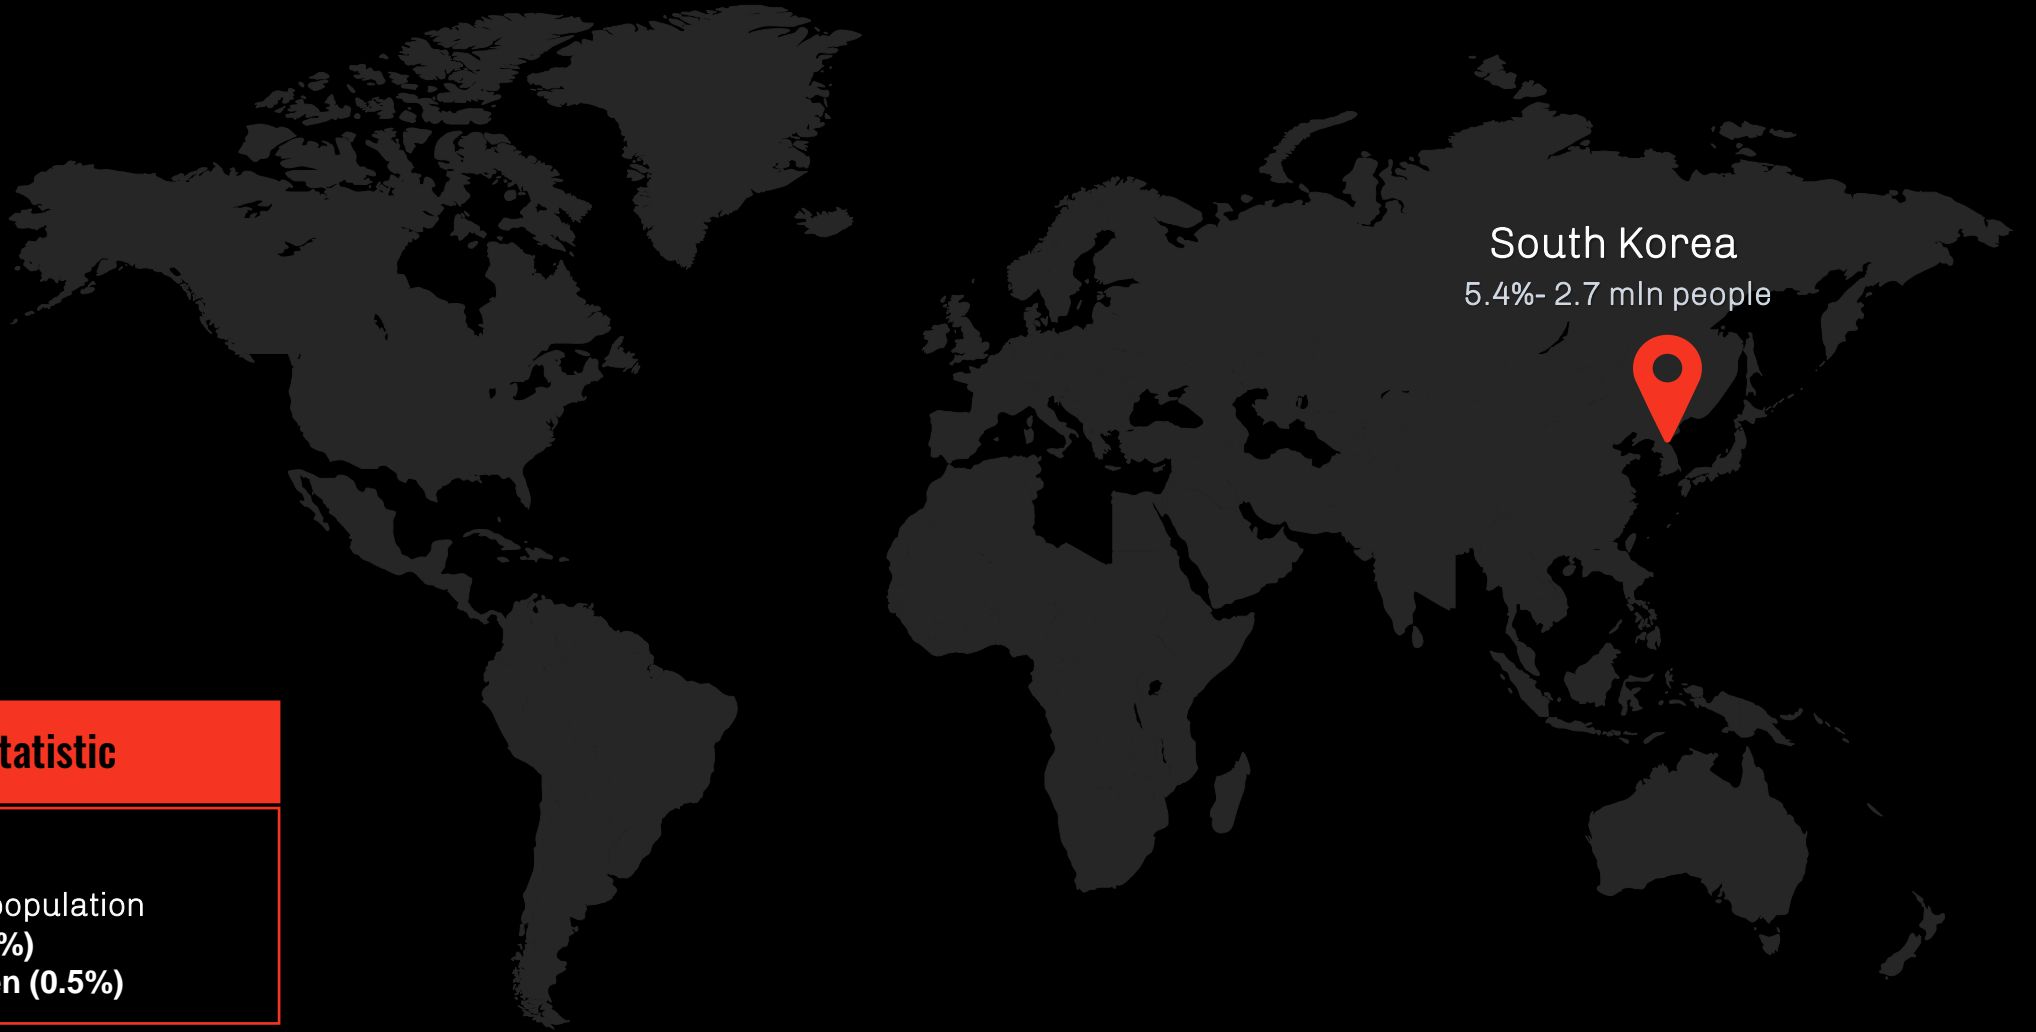 South Korea
5.4%- 2.7 mln people
tatistic
opulation
%)
n (0.5%)